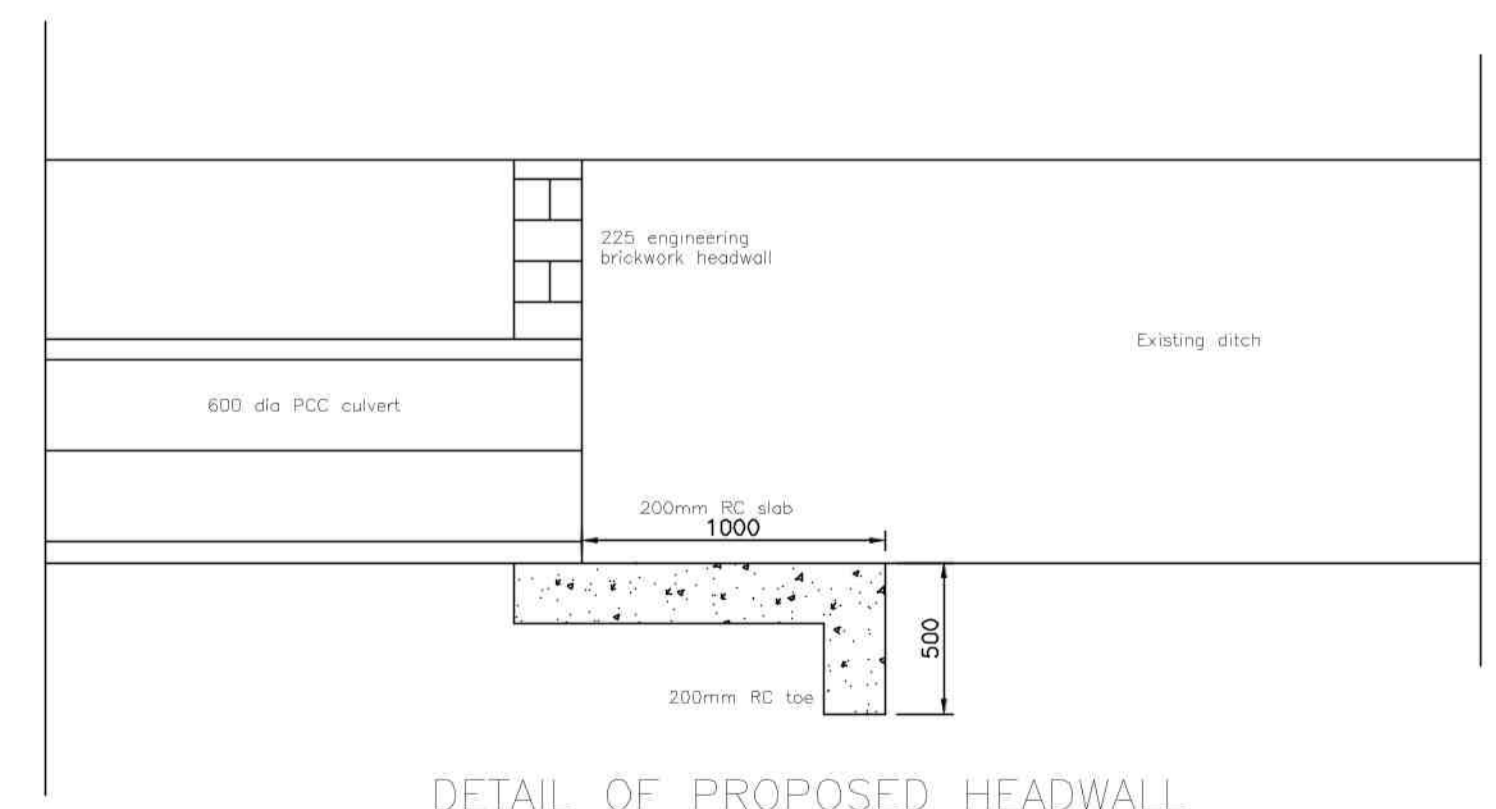 225 engineering
brickwork headwall
Existing ditch
600 dia PCC culvert
200mm RC slab
1000
500
200mm RC toe
DETAIL OF PROPOSED HEADWALL